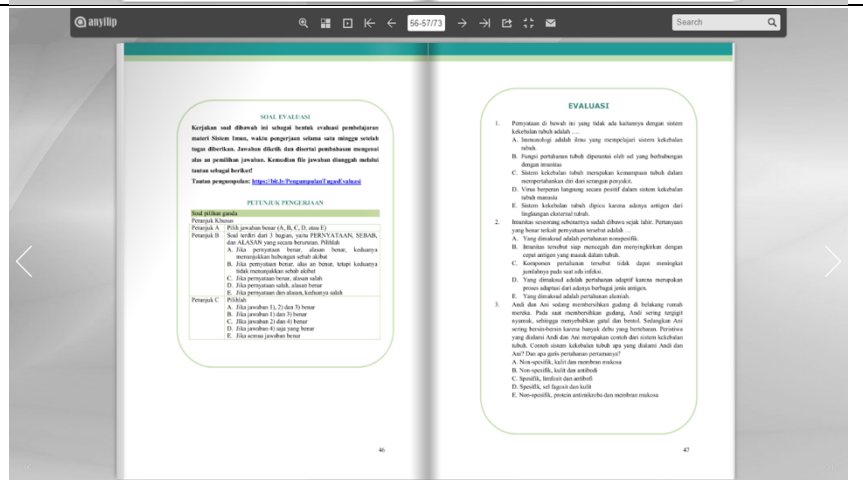 anyflip
56-57/73
Search
SOAL EVALUASI
Kerjakan soal dibawah ini sebagai bentuk evaluasi pembelajaran
materi Sistem Imun, waktu pengerjaan selama satu minggu setelah
tugas diberikan. Jawaban diketik dan disertai pembahasan mengenai
alas an pemilihan jawaban. Kemudian file jawaban diunggah melalui
tautan sebagai berikut!
Tautan pengumpulan: https://bit.ly/PengumpulanTugasEvaluasi
PETUNJUK PENGERJAAN
Soal pilihan ganda
Petunjuk Khusus
Petunjuk A Pilih jawaban benar (A, B, C, D, atau E)
Petunjuk B Soal terdiri dari 3 bagian, yaitu PERNYATAAN, SEBAB,
dan ALASAN yang secara berurutan. Pilihlah
A. Jika pernyataan benar, alasan benar, keduanya
menunjukkan hubungan sebab akibat
B. Jika pernyataan benar, alas an benar, tetapi keduanya
tidak menunjukkan sebab akibat
C. Jika pernyataan benar, alasan salah
D. Jika pernyataan salah, alasan benar
E. Jika pernyataan dan alasan, keduanya salah
Petunjuk C Pilihlah
A. Jika jawaban 1), 2) dan 3) benar
B. Jika jawaban 1) dan 3) benar
C. Jika jawaban 2) dan 4) benar
D. Jika jawaban 4) saja yang benar
E. Jika semua jawaban benar
46
EVALUASI
1. Pernyataan di bawah ini yang tidak ada kaitannya dengan sistem
kekebalan tubuh adalah ....
A. Immunologi adalah ilmu yang mempelajari sistem kekebalan
tubuh.
B. Fungsi pertahanan tubuh diperantai oleh sel yang berhubungan
dengan imunitas
C. Sistem kekebalan tubuh merupakan kemampuan tubuh dalam
mempertahankan diri dari serangan penyakit.
D. Virus berperan langsung secara positif dalam sistem kekebalan
tubuh manusia
E. Sistem kekebalan tubuh dipicu karena adanya antigen dari
lingkungan eksternal tubuh.
2. Imunitas seseorang sebenarnya sudah dibawa sejak lahir. Pertanyaan
yang benar terkait pernyataan tersebut adalah ...
A. Yang dimaksud adalah pertahanan nonspesifik.
B. Imunitas tersebut siap mencegah dan menyingkirkan dengan
cepat antigen yang masuk dalam tubuh.
C. Komponen pertahanan tersebut tidak dapat meningkat
jumlahnya pada saat ada infeksi.
D. Yang dimaksud adalah pertahanan adaptif karena merupakan
proses adaptasi dari adanya berbagai jenis antigen.
E. Yang dimaksud adalah pertahanan alamiah.
3. Andi dan Ani sedang membersihkan gudang di belakang rumah
mereka. Pada saat membersihkan gudang, Andi sering tergigit
nyamuk, sehingga menyebabkan gatal dan bentol. Sedangkan Ani
sering bersin-bersin karena banyak debu yang bertebaran. Peristiwa
yang dialami Andi dan Ani merupakan contoh dari sistem kekebalan
tubuh. Contoh sistem kekebalan tubuh apa yang dialami Andi dan
Ani? Dan apa garis pertahanan pertamanya?
A. Non-spesifik, kulit dan membran mukosa
B. Non-spesifik, kulit dan antibodi
C. Spesifik, limfosit dan antibofi
D. Spesifik, sel fagosit dan kulit
E. Non-spesifik, protein antimikroba dan membran mukosa
47